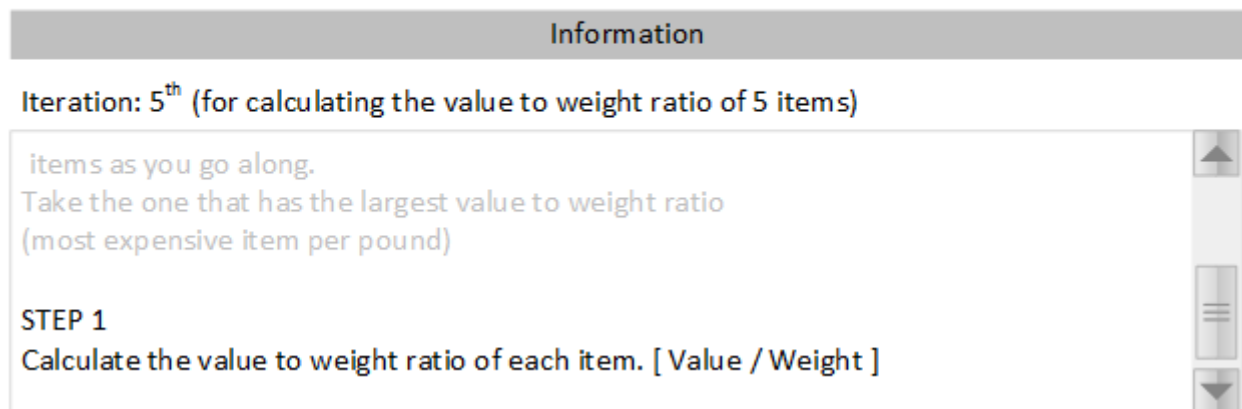 Information
Iteration: 5th (for calculating the value to weight ratio of 5 items)
items as you go along.
Take the one that has the largest value to weight ratio
(most expensive item per pound)
STEP 1
Calculate the value to weight ratio of each item. [ Value / Weight ]